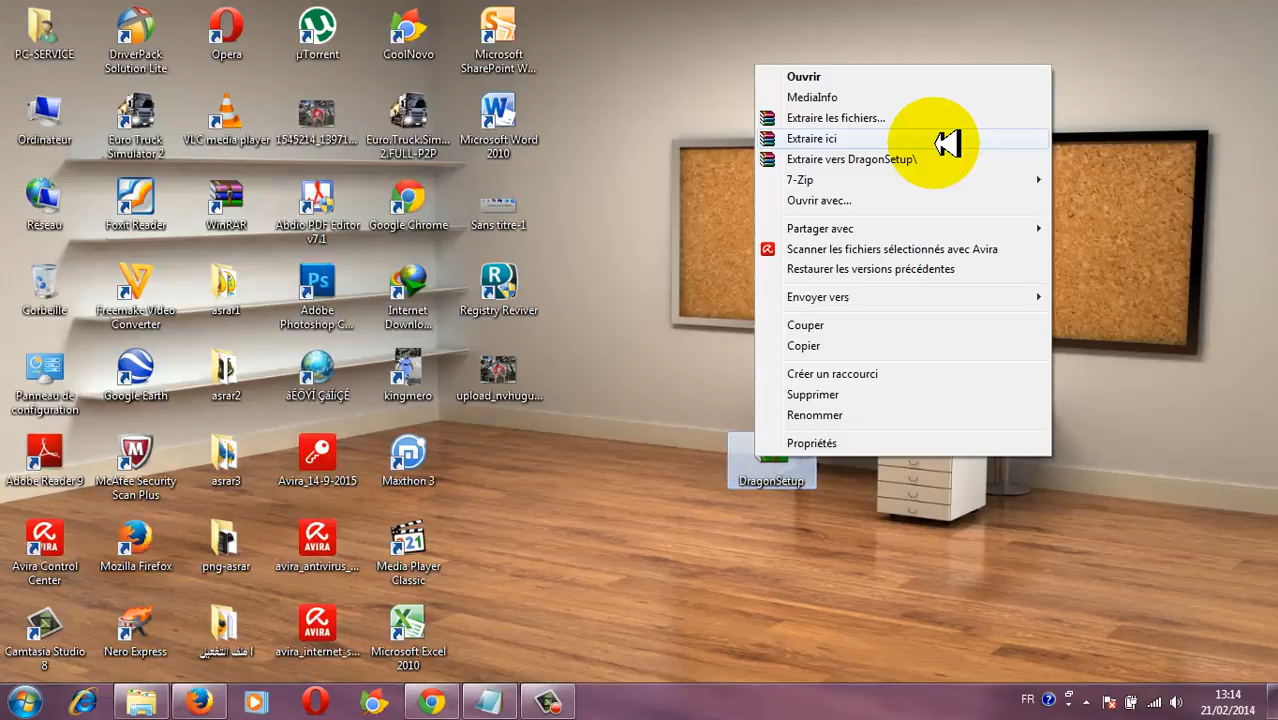 PC-SERVICE
DriverPack
Solution Lite
Opera
µTorrent
CoolNovo
Microsoft
SharePoint W...
Ordinateur
Euro Truck
Simulator 2
VLC media player
1545214_13971...
Euro.Truck.Sim...
2.FULL-P2P
Microsoft Word
2010
Réseau
Foxit Reader
WinRAR
Abdio PDF Editor
v7.1
Google Chrome
Sans titre-1
Corbeille
Freemake Video
Converter
asrar1
Adobe
Photoshop C...
Internet
Downlo...
Registry Reviver
Panneau de
configuration
Google Earth
asrar2
kingmero
upload_nvhugu...
Adobe Reader 9
McAfee Security
Scan Plus
asrar3
Avira_14-9-2015
Maxthon 3
Avira Control
Center
Mozilla Firefox
png-asrar
avira_antivirus_...
Media Player
Classic
Camtasia Studio
8
Nero Express
avira_internet_s...
Microsoft Excel
2010
Ouvrir
MediaInfo
Extraire les fichiers...
Extraire ici
Extraire vers DragonSetup\
7-Zip
Ouvrir avec...
Partager avec
Scanner les fichiers sélectionnés avec Avira
Restaurer les versions précédentes
Envoyer vers
Couper
Copier
Créer un raccourci
Supprimer
Renommer
Propriétés
DragonSetup
FR
13:14
21/02/2014